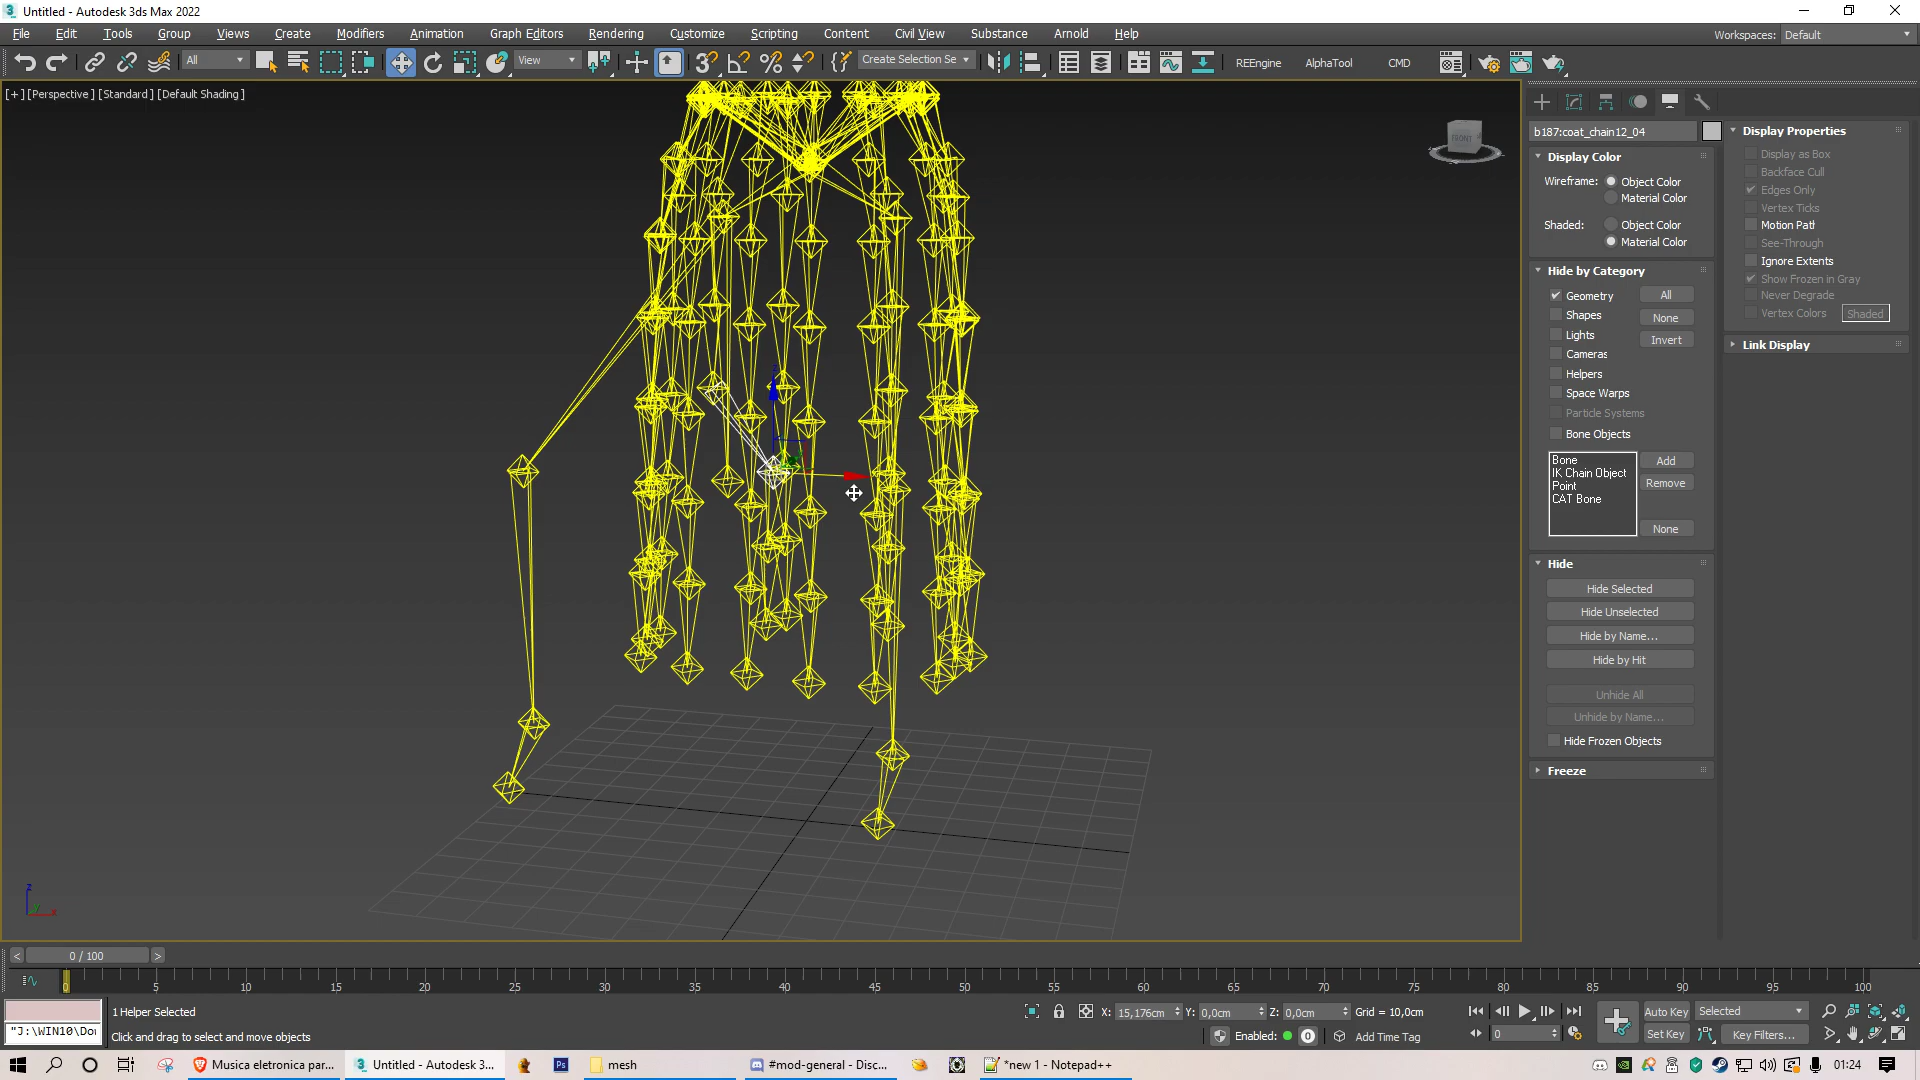 Untitled - Autodesk 3ds Max 2022
File Edit Tools Group Views Create Modifiers Animation Graph Editors Rendering Customize Scripting Content Civil View Substance Arnold Help
Workspaces: Default
All View Create Selection Se REEngine AlphaTool CMD
[+] [Perspective ] [Standard ] [Default Shading ]
FRONT
b187:coat_chain12_04
Display Color
Wireframe: Object Color
Material Color
Shaded: Object Color
Material Color
Hide by Category
Geometry All
Shapes None
Lights Invert
Cameras
Helpers
Space Warps
Particle Systems
Bone Objects
Bone
IK Chain Object
Point
CAT Bone
Add
Remove
None
Hide
Hide Selected
Hide Unselected
Hide by Name...
Hide by Hit
Unhide All
Unhide by Name...
Hide Frozen Objects
Freeze
Display Properties
Display as Box
Backface Cull
Edges Only
Vertex Ticks
Motion Path
See-Through
Ignore Extents
Show Frozen in Gray
Never Degrade
Vertex Colors Shaded
Link Display
z
x
< 0 / 100 >
0 5 10 15 20 25 30 35 40 45 50 55 60 65 70 75 80 85 90 95 100
1 Helper Selected
X: 15,176cm Y: 0,0cm Z: 0,0cm Grid = 10,0cm
Auto Key Selected
"J:\WIN10\Do
Click and drag to select and move objects
Enabled: 0 Add Time Tag
0
Set Key Key Filters...
Musica eletronica par...
Untitled - Autodesk 3...
Ps
mesh
#mod-general - Disc...
*new 1 - Notepad++
01:24